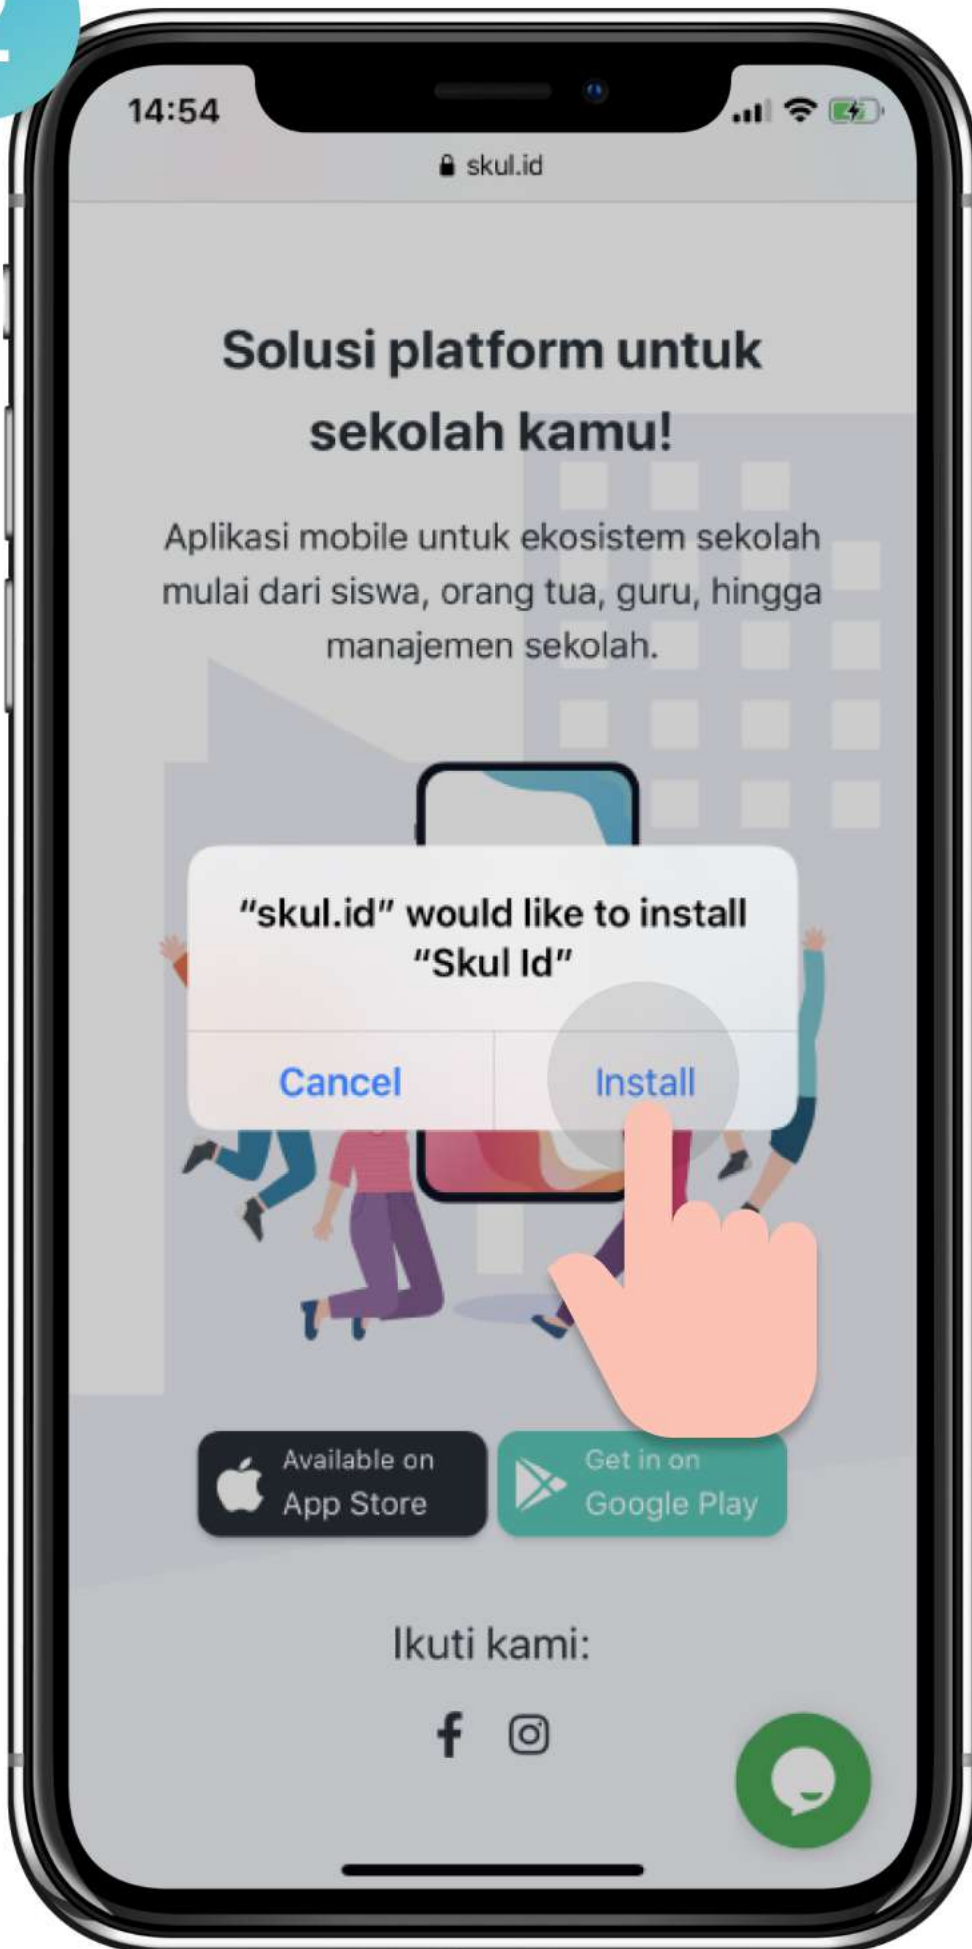 14:54
skul.id
Solusi platform untuk
sekolah kamu!
Aplikasi mobile untuk ekosistem sekolah
mulai dari siswa, orang tua, guru, hingga
manajemen sekolah.
“skul.id” would like to install
“Skul Id”
Cancel Install
Available on
App Store
Get in on
Google Play
Ikuti kami: